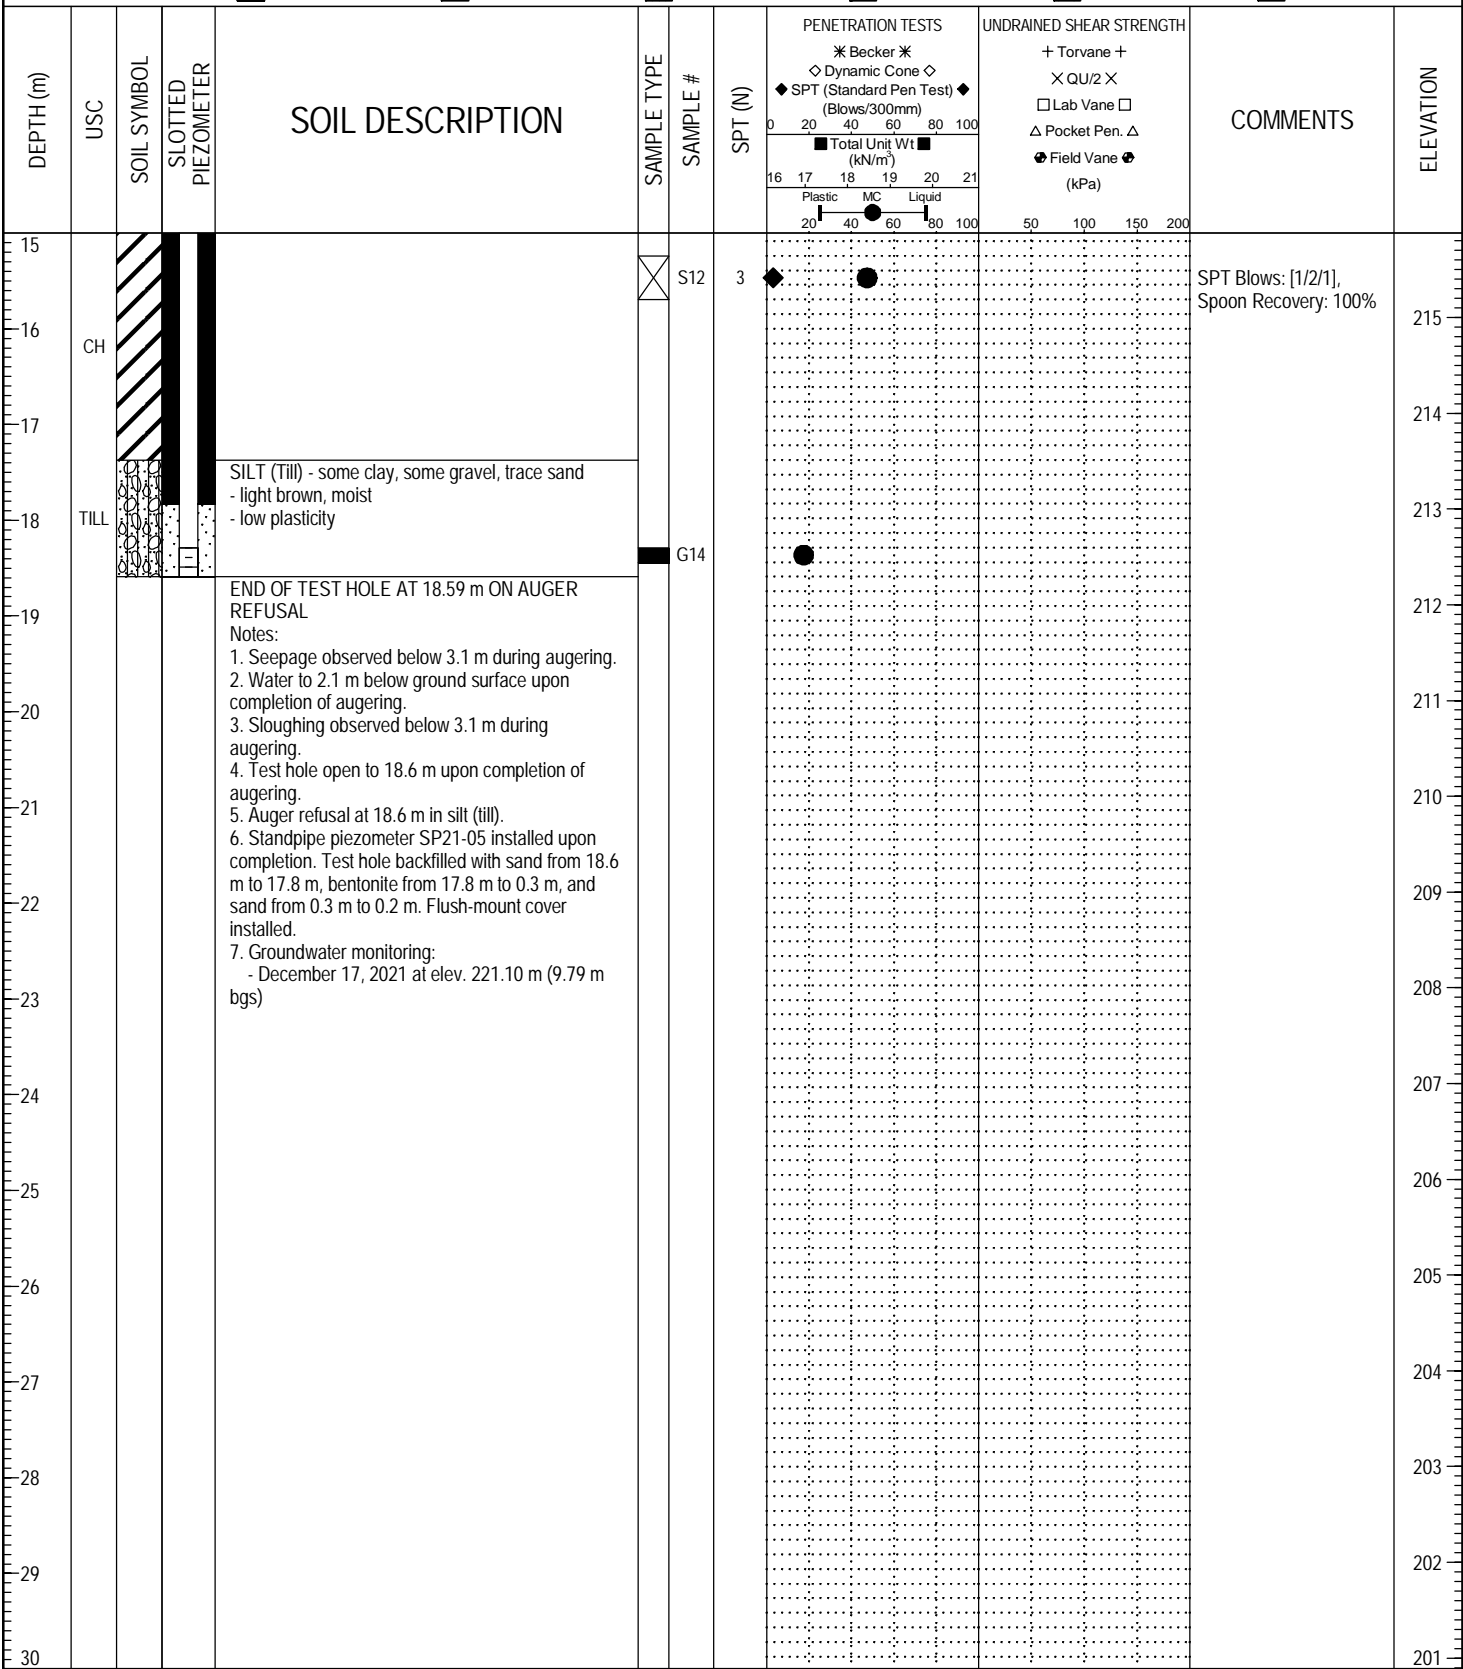 DEPTH (m)
USC
SOIL SYMBOL
SLOTTED
PIEZOMETER
SOIL DESCRIPTION
SAMPLE TYPE
SAMPLE #
SPT (N)
PENETRATION TESTS
✳ Becker ✳
◇ Dynamic Cone ◇
◆ SPT (Standard Pen Test) ◆
(Blows/300mm)
0 20 40 60 80 100
■ Total Unit Wt ■
(kN/m³)
16 17 18 19 20 21
Plastic MC Liquid
20 40 60 80 100
UNDRAINED SHEAR STRENGTH
+ Torvane +
× QU/2 ×
□ Lab Vane □
△ Pocket Pen. △
Field Vane
(kPa)
50 100 150 200
COMMENTS
ELEVATION
15
16
17
18
19
20
21
22
23
24
25
26
27
28
29
30
CH
TILL
SILT (Till) - some clay, some gravel, trace sand
- light brown, moist
- low plasticity
END OF TEST HOLE AT 18.59 m ON AUGER
REFUSAL
Notes:
1. Seepage observed below 3.1 m during augering.
2. Water to 2.1 m below ground surface upon
completion of augering.
3. Sloughing observed below 3.1 m during
augering.
4. Test hole open to 18.6 m upon completion of
augering.
5. Auger refusal at 18.6 m in silt (till).
6. Standpipe piezometer SP21-05 installed upon
completion. Test hole backfilled with sand from 18.6
m to 17.8 m, bentonite from 17.8 m to 0.3 m, and
sand from 0.3 m to 0.2 m. Flush-mount cover
installed.
7. Groundwater monitoring:
- December 17, 2021 at elev. 221.10 m (9.79 m
bgs)
S12
3
G14
SPT Blows: [1/2/1],
Spoon Recovery: 100%
215
214
213
212
211
210
209
208
207
206
205
204
203
202
201